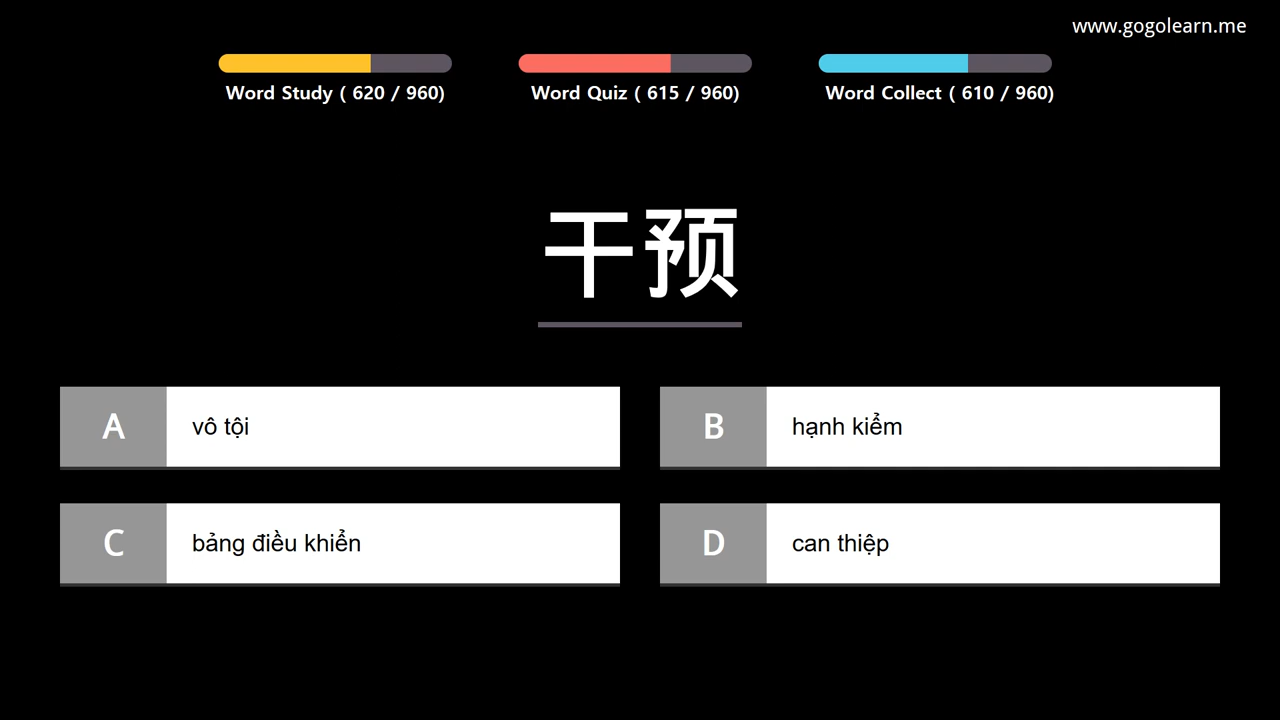 www.gogolearn.me
Word Study ( 620 / 960)
Word Quiz ( 615 / 960)
Word Collect ( 610 / 960)
干预
A
vô tội
B
hạnh kiểm
C
bảng điều khiển
D
can thiệp